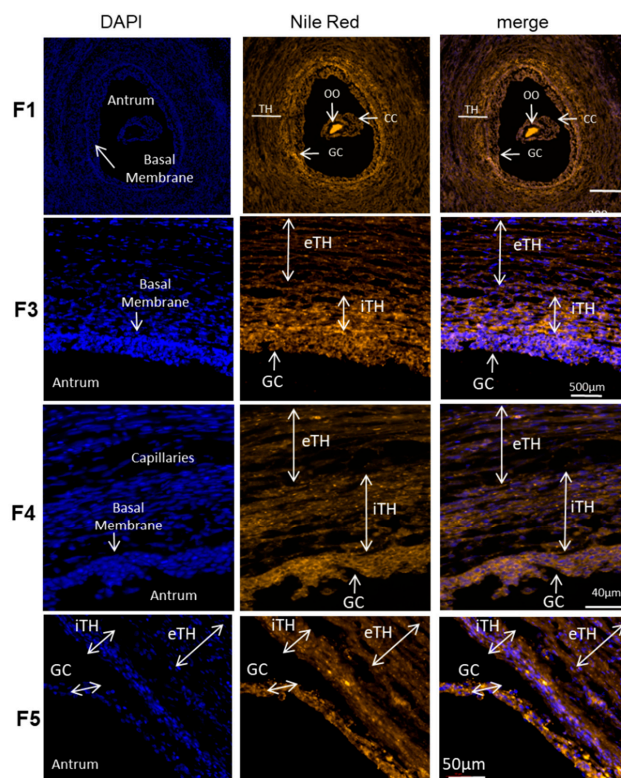 DAPI Nile Red merge
F1
Antrum
Basal
Membrane
OO
TH
CC
GC
OO
TH
CC
GC
F3
Basal
Membrane
Antrum
eTH
iTH
GC
eTH
iTH
GC
500µm
F4
Capillaries
Basal
Membrane
Antrum
eTH
iTH
GC
eTH
iTH
GC
40µm
F5
iTH
eTH
GC
Antrum
iTH
eTH
GC
iTH
eTH
GC
50µm